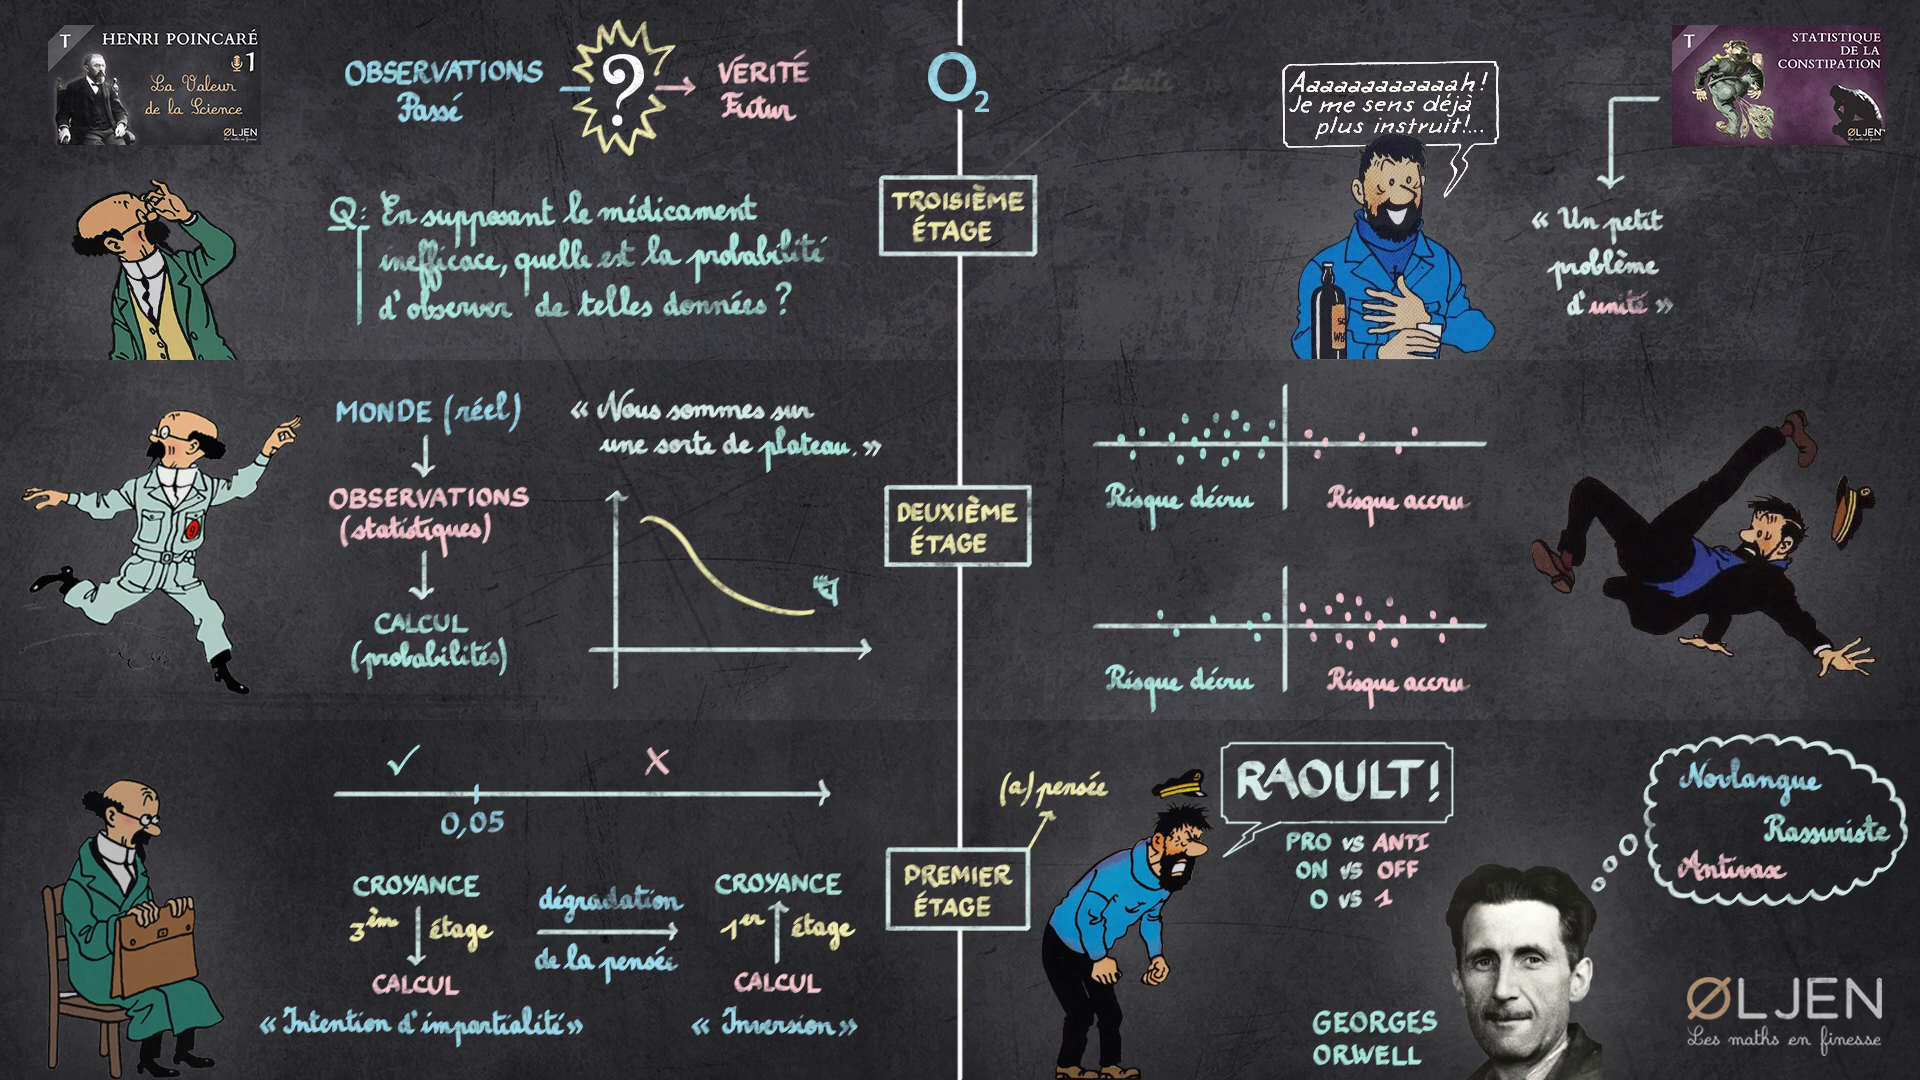 T
HENRI POINCARÉ
1
La Valeur
de la Science
ØLJEN
OBSERVATIONS
Passé
?
VÉRITÉ
Futur
Q: En supposant le médicament
inefficace, quelle est la probabilité
d'observer de telles données ?
O2
TROISIÈME
ÉTAGE
doute
Aaaaaaaaaaaaah!
Je me sens déjà
plus instruit!...
T
STATISTIQUE
DE LA
CONSTIPATION
ØLJEN
« Un petit
problème
d'unité »
MONDE (réel)
OBSERVATIONS
(statistiques)
CALCUL
(probabilités)
« Nous sommes sur
une sorte de plateau. »
DEUXIÈME
ÉTAGE
Risque décru
Risque accru
Risque décru
Risque accru
0,05
CROYANCE
3ème étage
CALCUL
« Intention d'impartialité »
dégradation
de la pensée
CROYANCE
1er étage
CALCUL
« Inversion »
PREMIER
ÉTAGE
(a)pensée
RAOULT!
PRO vs ANTI
ON vs OFF
0 vs 1
GEORGES
ORWELL
Novlangue
Rassuriste
Antivax
ØLJEN
Les maths en finesse